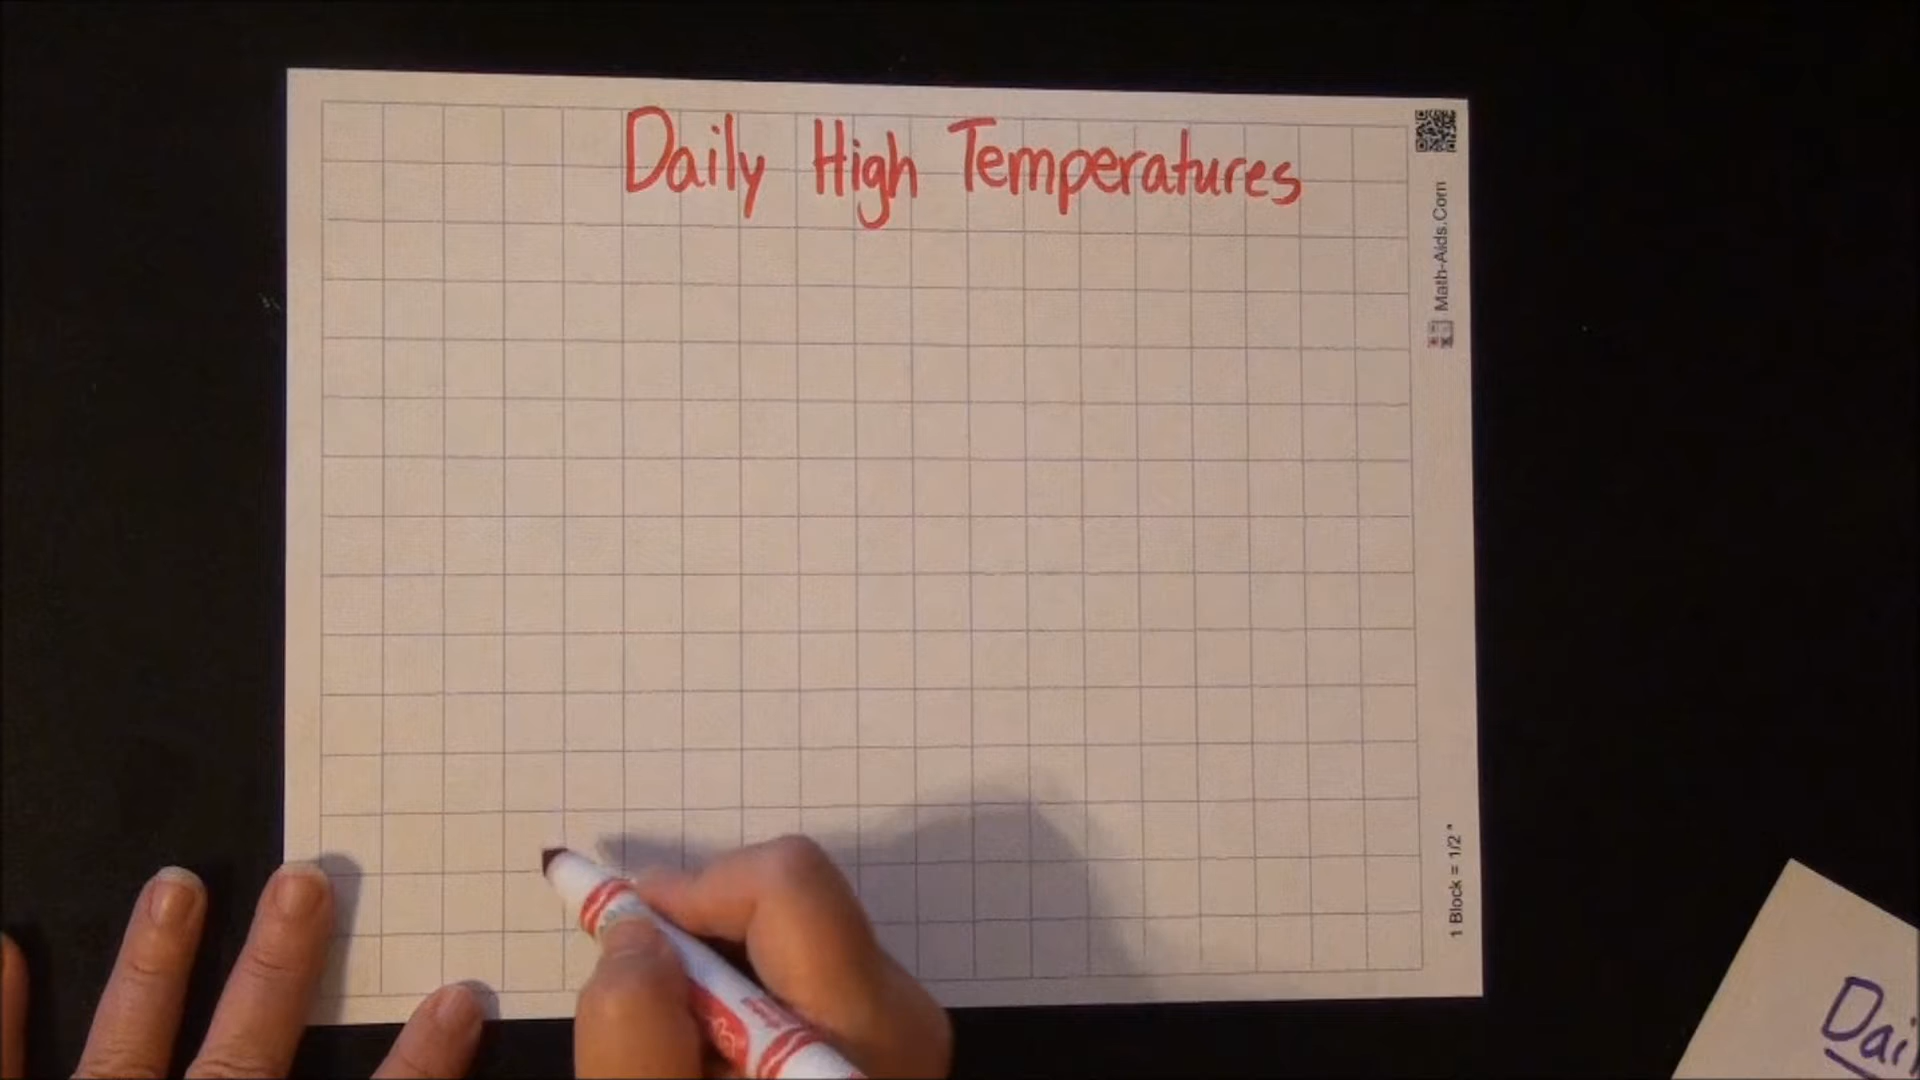 Daily High Temperatures
Math-Aids.Com
1 Block = 1/2 "
Dai